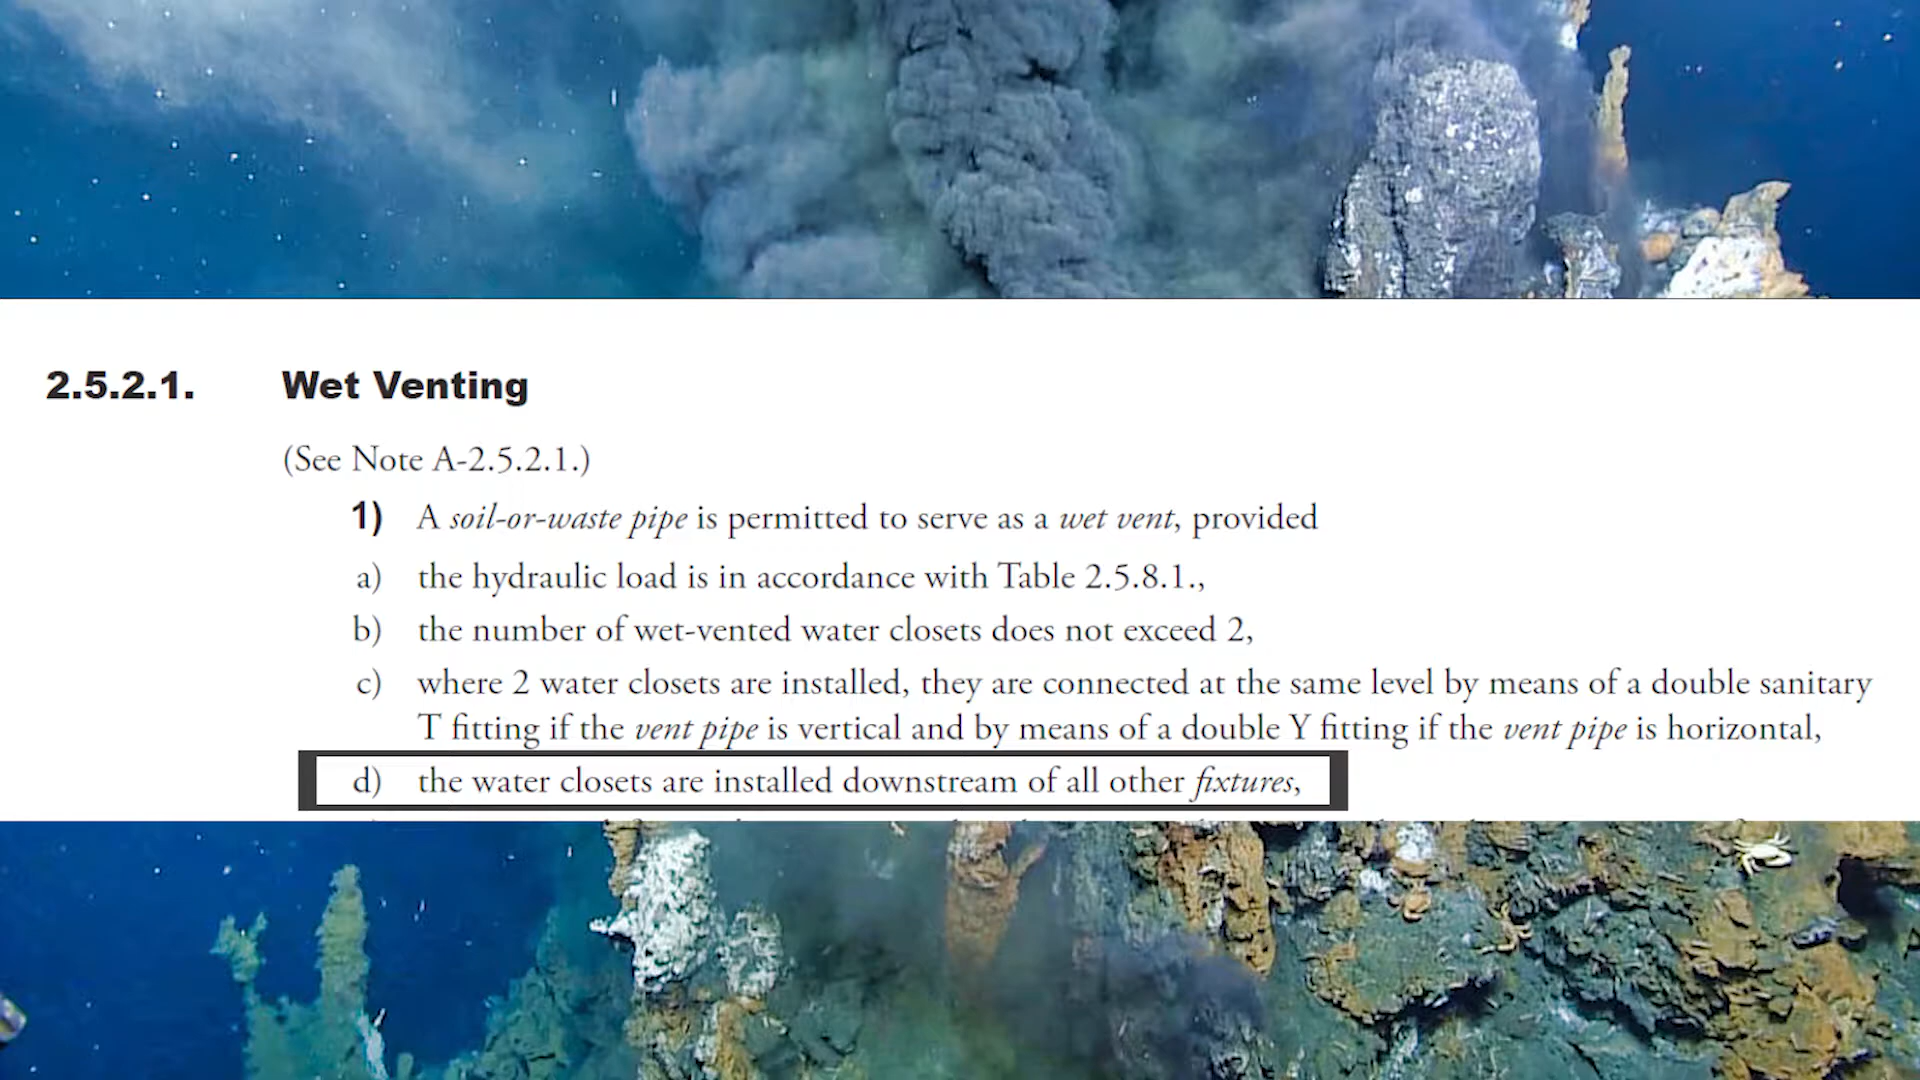 2.5.2.1. Wet Venting
(See Note A-2.5.2.1.)
1) A soil-or-waste pipe is permitted to serve as a wet vent, provided
a) the hydraulic load is in accordance with Table 2.5.8.1.,
b) the number of wet-vented water closets does not exceed 2,
c) where 2 water closets are installed, they are connected at the same level by means of a double sanitary
T fitting if the vent pipe is vertical and by means of a double Y fitting if the vent pipe is horizontal,
d) the water closets are installed downstream of all other fixtures,